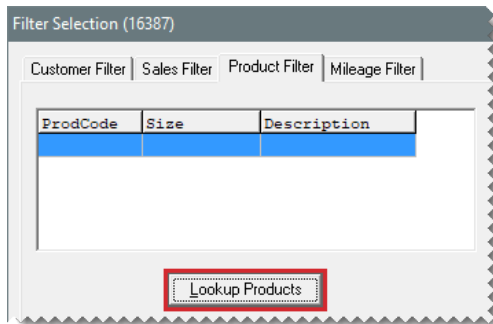 Filter Selection (16387)
Customer Filter Sales Filter Product Filter Mileage Filter
ProdCode Size Description
Lookup Products